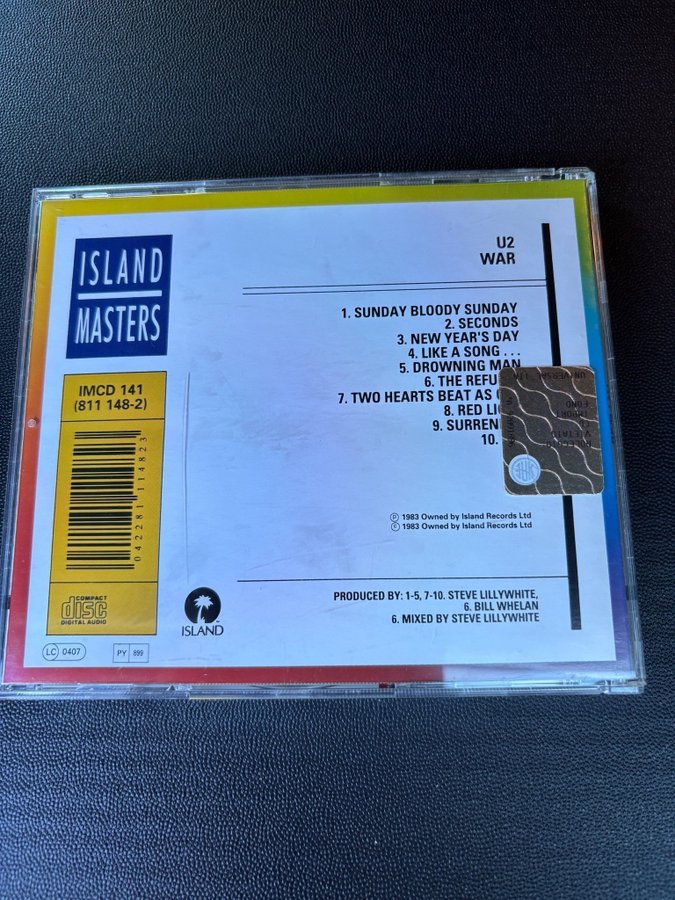 ISLAND
MASTERS
IMCD 141
(811 148-2)
042281 114823
COMPACT
disc
DIGITAL AUDIO
LC 0407
PY 899
ISLAND
U2
WAR
1. SUNDAY BLOODY SUNDAY
2. SECONDS
3. NEW YEAR'S DAY
4. LIKE A SONG . . .
5. DROWNING MAN
6. THE REFU
7. TWO HEARTS BEAT AS
8. RED LI
9. SURREN
10.
Ⓟ 1983 Owned by Island Records Ltd
© 1983 Owned by Island Records Ltd
PRODUCED BY: 1-5, 7-10. STEVE LILLYWHITE,
6. BILL WHELAN
6. MIXED BY STEVE LILLYWHITE